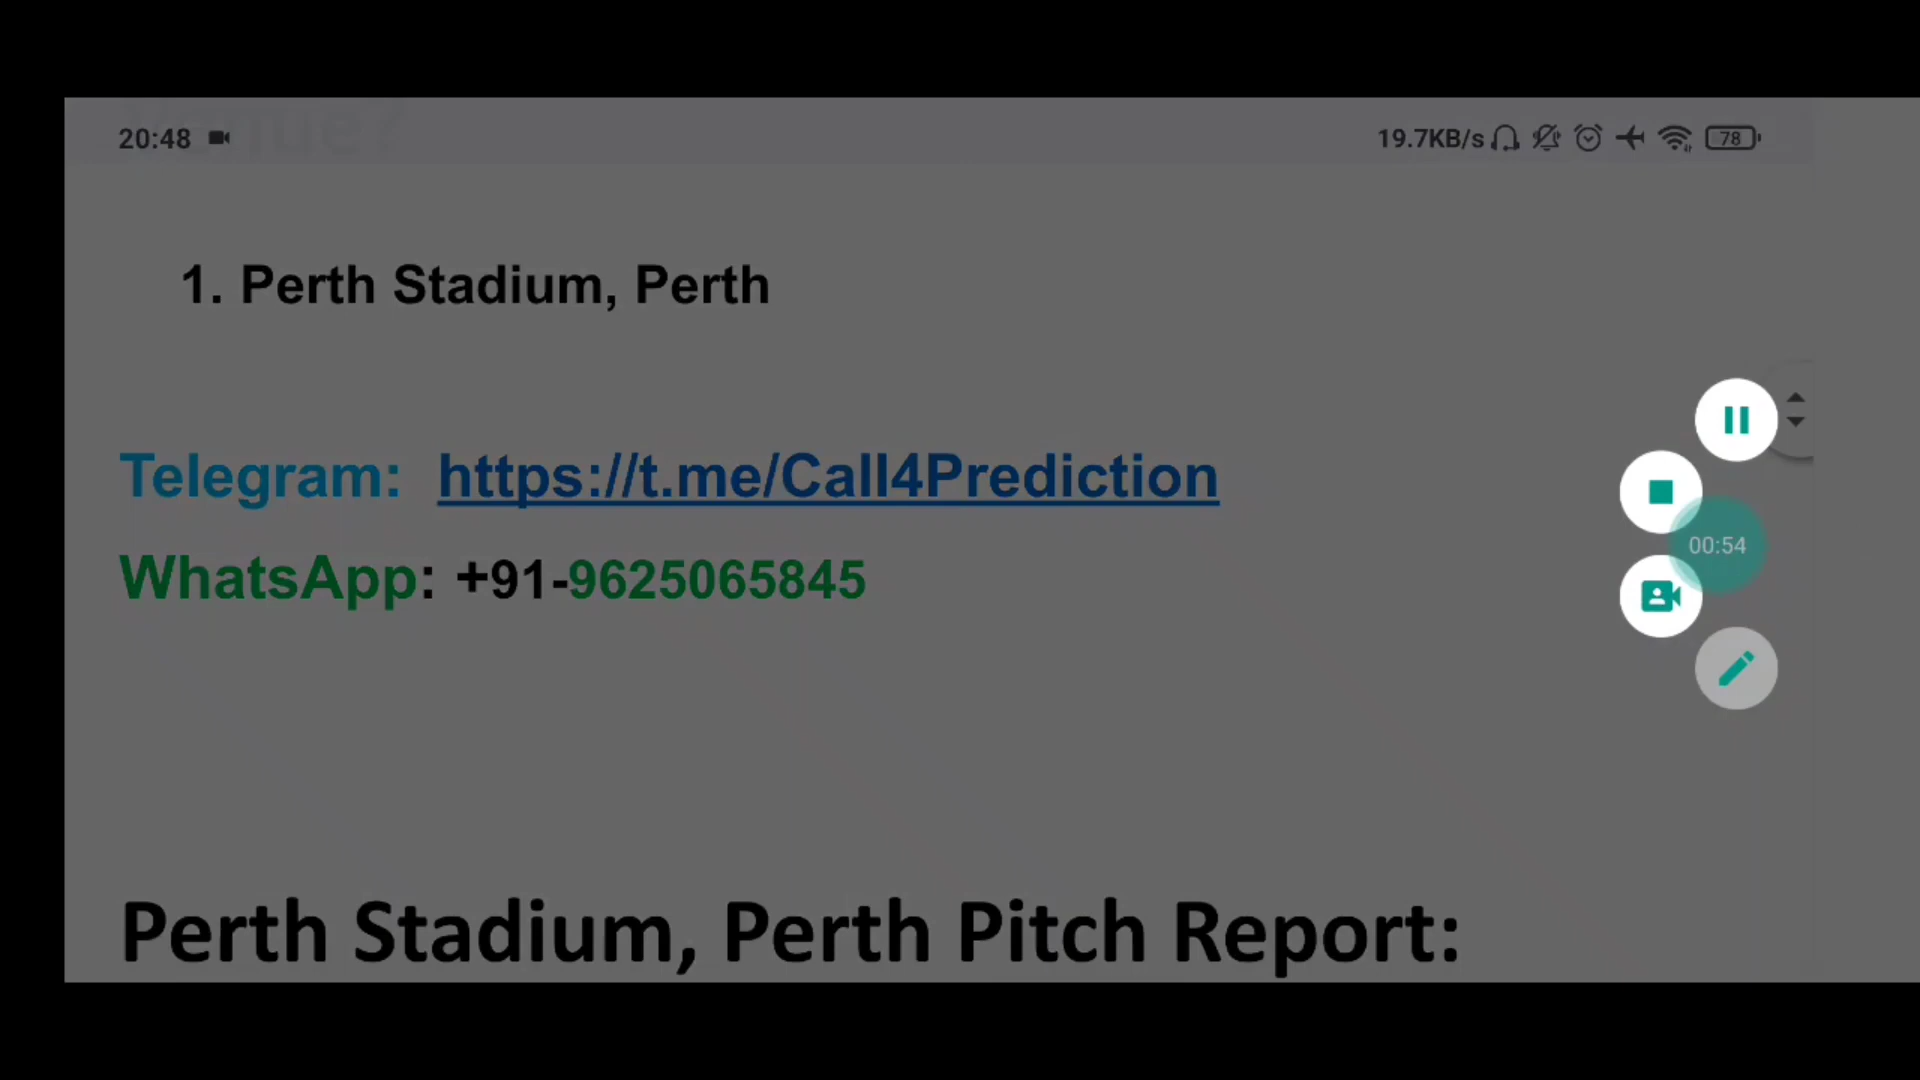 Venue?
20:48 19.7KB/s 78
1. Perth Stadium, Perth
Telegram: https://t.me/Call4Prediction
00:54
WhatsApp: +91-9625065845
Perth Stadium, Perth Pitch Report: